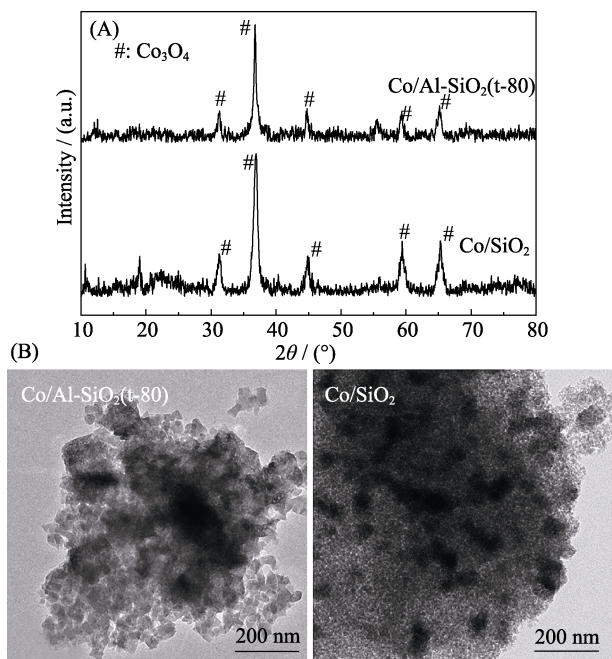 (A)
#
#: Co₃O₄
Co/Al-SiO₂(t-80)
# # # #
#
Co/SiO₂
# # # #
Intensity / (a.u.)
10 20 30 40 50 60 70 80
2θ / (°)
(B)
Co/Al-SiO₂(t-80)
Co/SiO₂
200 nm
200 nm